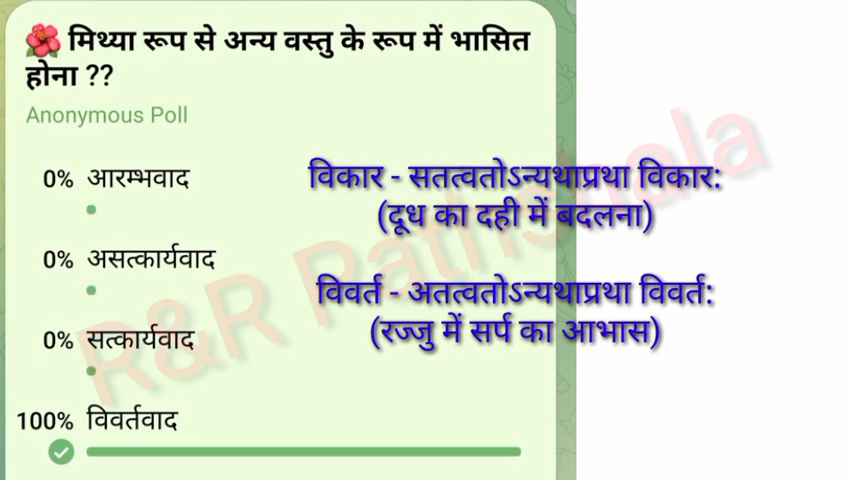 🌺 मिथ्या रूप से अन्य वस्तु के रूप में भासित
होना ??
Anonymous Poll
0% आरम्भवाद
0% असत्कार्यवाद
0% सत्कार्यवाद
100% विवर्तवाद
विकार - सतत्वतोऽन्यथाप्रथा विकार:
(दूध का दही में बदलना)
विवर्त - अतत्वतोऽन्यथाप्रथा विवर्त:
(रज्जु में सर्प का आभास)
R&R Pathshala